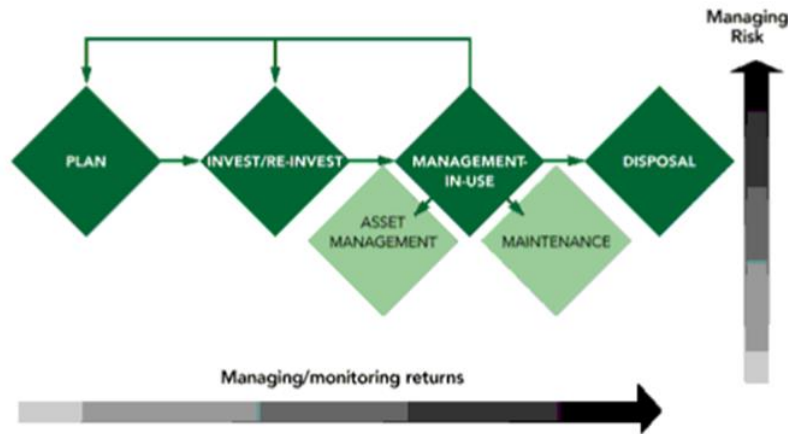 Managing
Risk
PLAN
INVEST/RE-INVEST
MANAGEMENT-
IN-USE
DISPOSAL
ASSET
MANAGEMENT
MAINTENANCE
Managing/monitoring returns